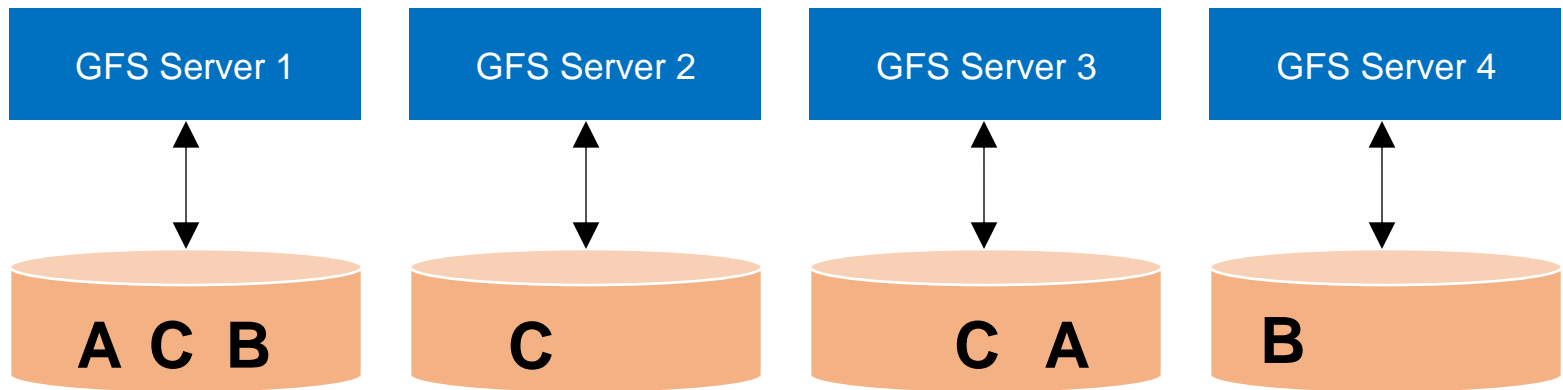 GFS Server 1
GFS Server 2
GFS Server 3
GFS Server 4
A C B
C
C A
B